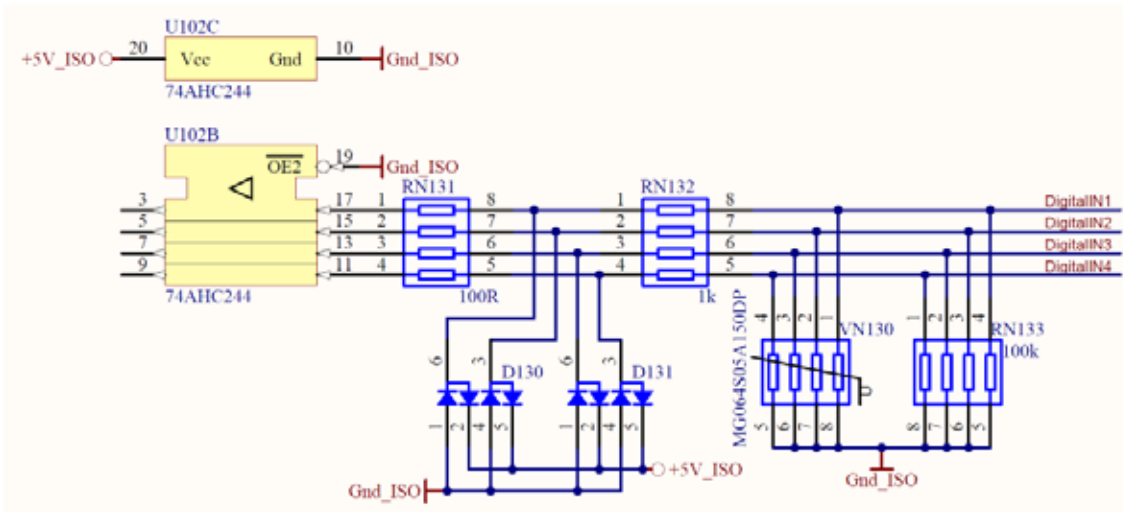 U102C
+5V_ISO 20 Vcc Gnd 10 Gnd_ISO
74AHC244
U102B
OE2 19 Gnd_ISO
RN131 RN132
3 17 1 8 1 8 DigitalIN1
5 15 2 7 2 7 DigitalIN2
7 13 3 6 3 6 DigitalIN3
9 11 4 5 4 5 DigitalIN4
74AHC244 100R 1k
4 3 2 1 VN130 1 2 3 4 RN133
100k
MG064S05A150DP
6 3 D130 6 3 D131
1 2 4 5 1 2 4 5
5 6 7 8 8 7 6 5
+5V_ISO
Gnd_ISO
Gnd_ISO